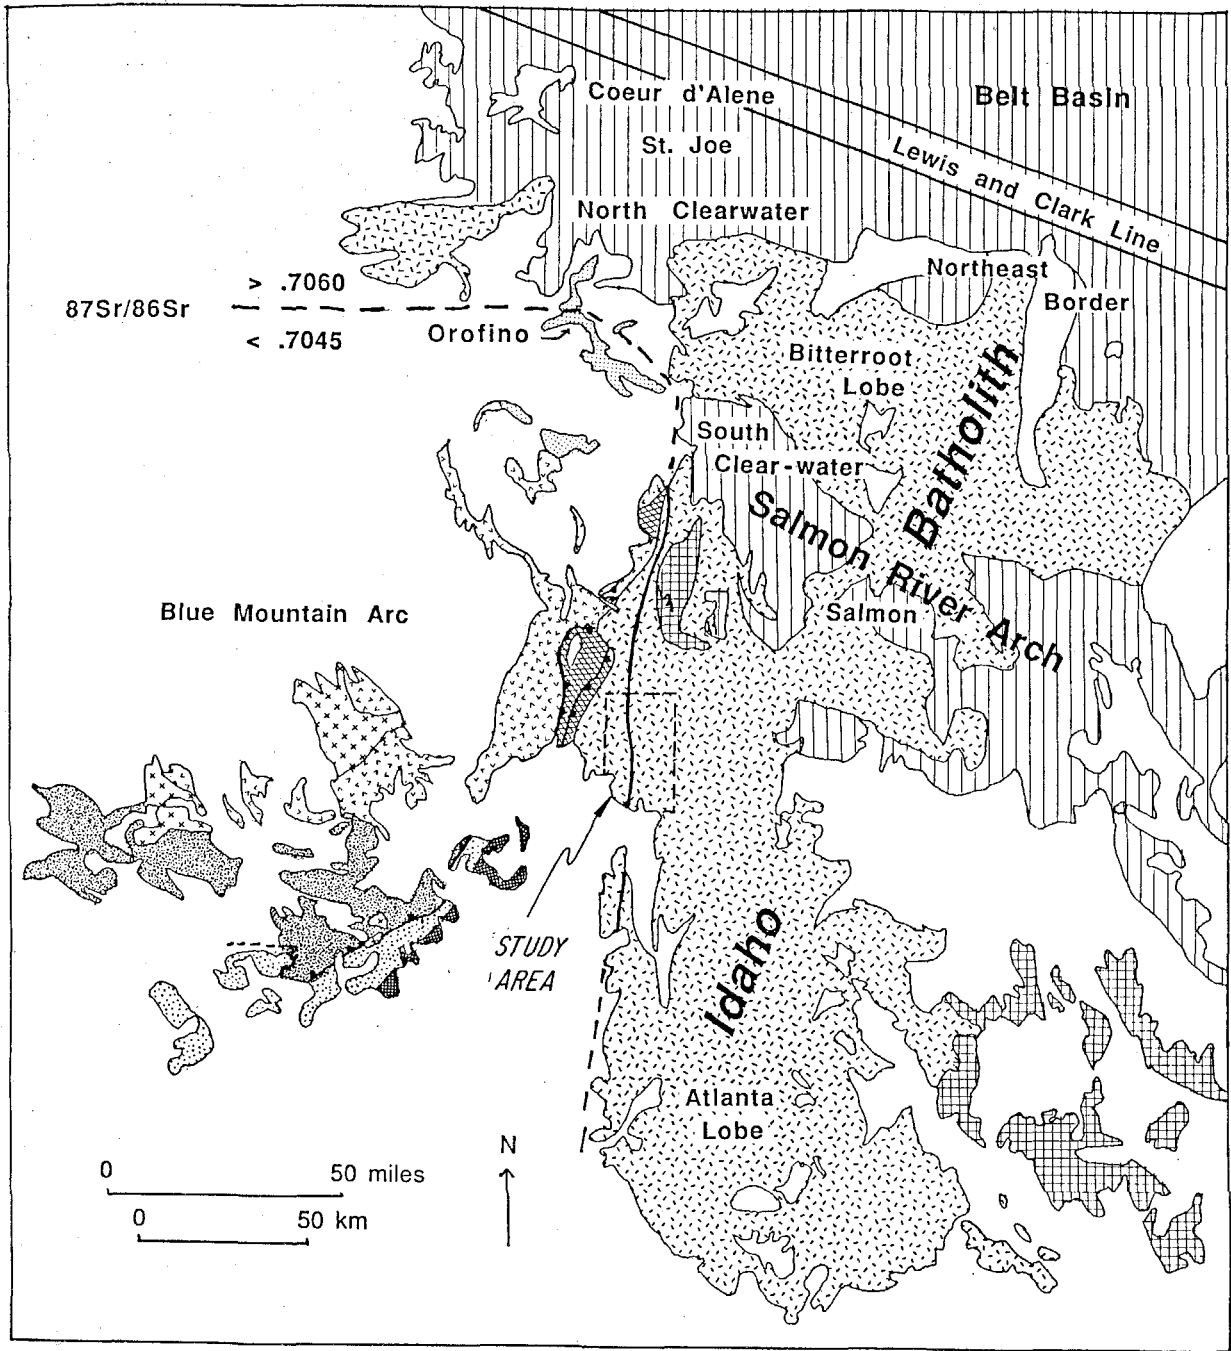 Coeur d'Alene
Belt Basin
St. Joe
Lewis and Clark Line
North Clearwater
> .7060
87Sr/86Sr
< .7045
Orofino
Northeast
Border
Bitterroot
Lobe
Batholith
South
Clear-water
Salmon River Arch
Salmon
Blue Mountain Arc
STUDY
AREA
Idaho
Atlanta
Lobe
N
0 50 miles
0 50 km